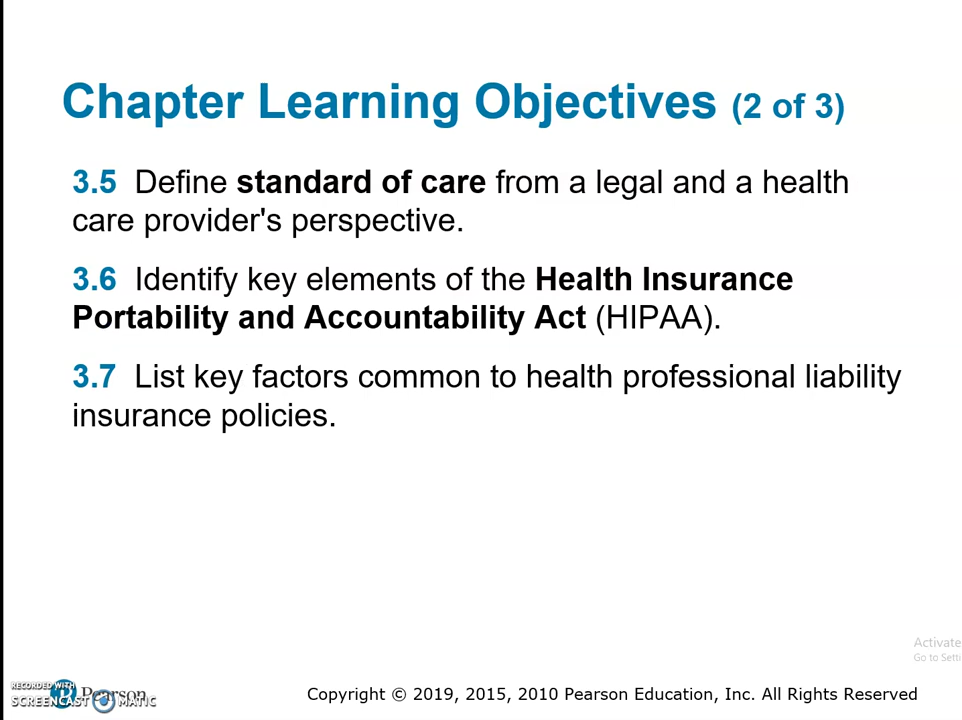 Chapter Learning Objectives (2 of 3)
3.5 Define standard of care from a legal and a health
care provider's perspective.
3.6 Identify key elements of the Health Insurance
Portability and Accountability Act (HIPAA).
3.7 List key factors common to health professional liability
insurance policies.
Activate
Go to Setti
RECORDED WITH
Pearson
SCREENCAST MATIC
Copyright © 2019, 2015, 2010 Pearson Education, Inc. All Rights Reserved